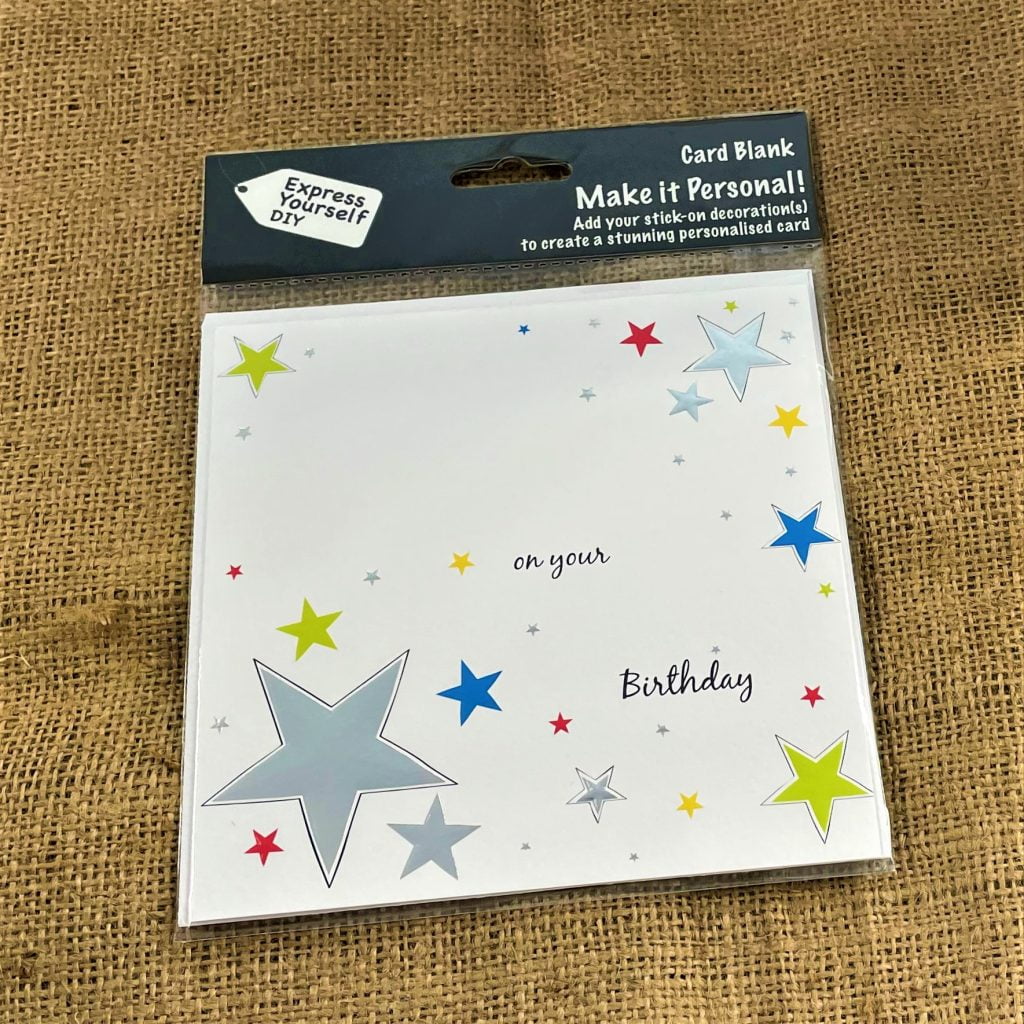 Express
Yourself
DIY
Card Blank
Make it Personal!
Add your stick-on decoration(s)
to create a stunning personalised card
on your
Birthday